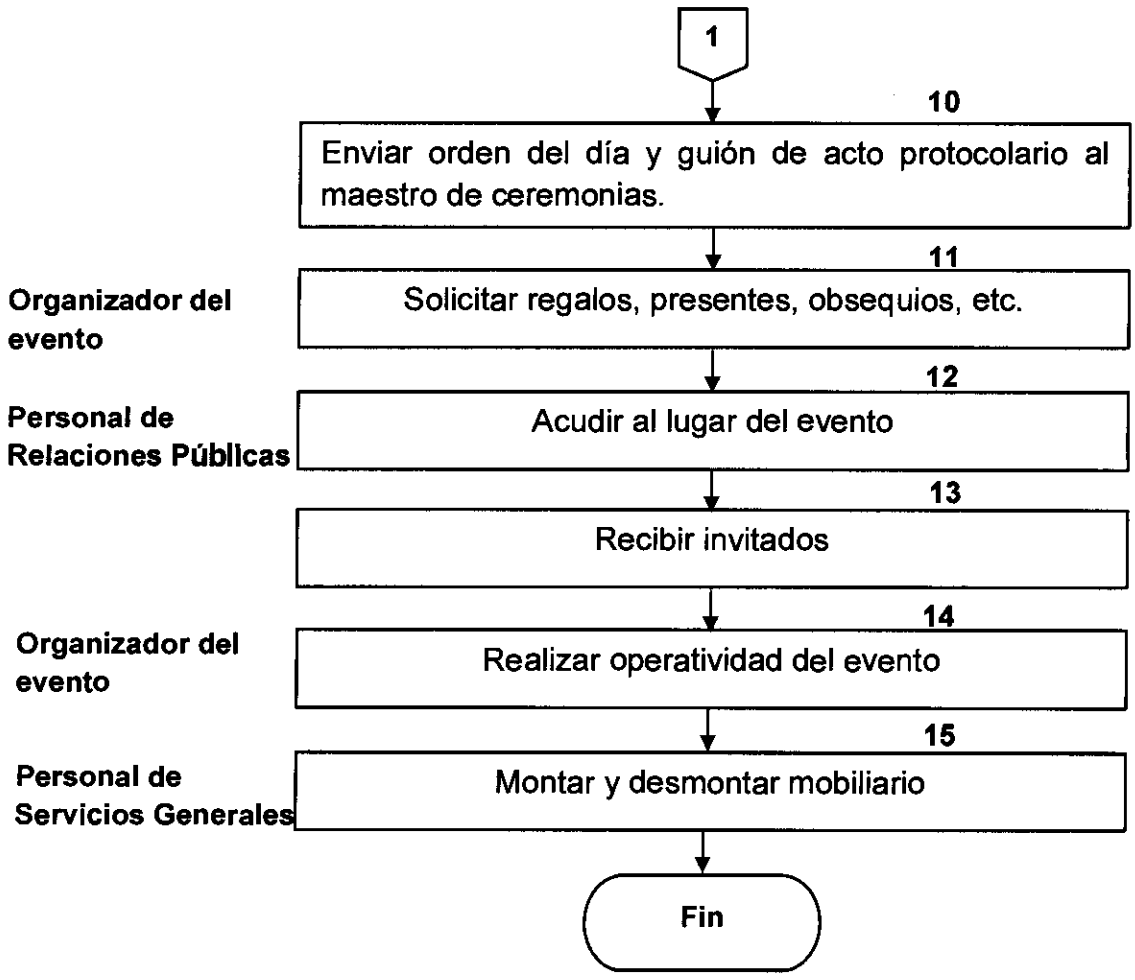 1
10
Enviar orden del día y guión de acto protocolario al
maestro de ceremonias.
11
Organizador del
evento
Solicitar regalos, presentes, obsequios, etc.
12
Personal de
Relaciones Públicas
Acudir al lugar del evento
13
Recibir invitados
14
Organizador del
evento
Realizar operatividad del evento
15
Personal de
Servicios Generales
Montar y desmontar mobiliario
Fin